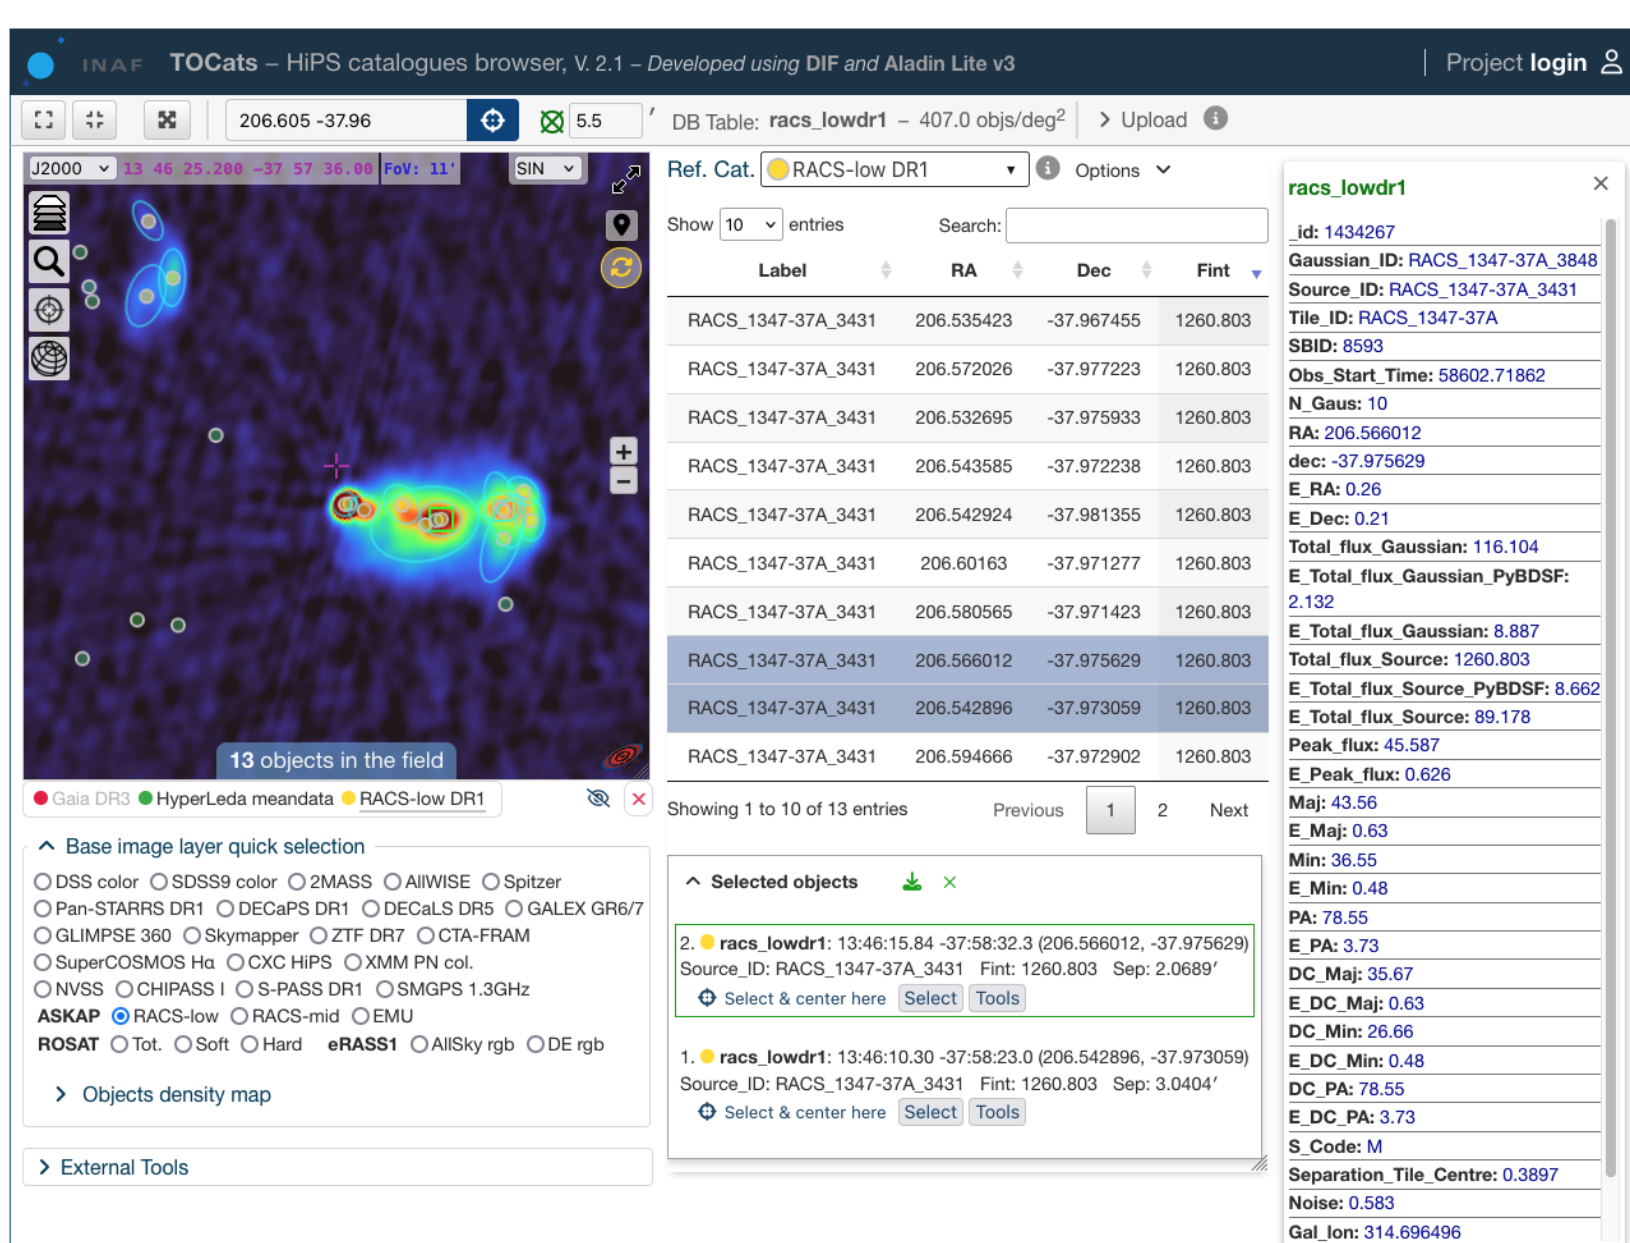 INAF TOCats – HiPS catalogues browser, V. 2.1 – Developed using DIF and Aladin Lite v3 | Project login
206.605 -37.96 5.5 ′ DB Table: racs_lowdr1 – 407.0 objs/deg2 Upload
J2000 13 46 25.200 -37 57 36.00 FoV: 11' SIN
13 objects in the field
Gaia DR3 HyperLeda meandata RACS-low DR1
Base image layer quick selection
DSS color SDSS9 color 2MASS AllWISE Spitzer
Pan-STARRS DR1 DECaPS DR1 DECaLS DR5 GALEX GR6/7
GLIMPSE 360 Skymapper ZTF DR7 CTA-FRAM
SuperCOSMOS Hα CXC HiPS XMM PN col.
NVSS CHIPASS I S-PASS DR1 SMGPS 1.3GHz
ASKAP RACS-low RACS-mid EMU
ROSAT Tot. Soft Hard eRASS1 AllSky rgb DE rgb
Objects density map
External Tools
Ref. Cat. RACS-low DR1 Options
Show 10 entries Search:
Label RA Dec Fint
RACS_1347-37A_3431 206.535423 -37.967455 1260.803
RACS_1347-37A_3431 206.572026 -37.977223 1260.803
RACS_1347-37A_3431 206.532695 -37.975933 1260.803
RACS_1347-37A_3431 206.543585 -37.972238 1260.803
RACS_1347-37A_3431 206.542924 -37.981355 1260.803
RACS_1347-37A_3431 206.60163 -37.971277 1260.803
RACS_1347-37A_3431 206.580565 -37.971423 1260.803
RACS_1347-37A_3431 206.566012 -37.975629 1260.803
RACS_1347-37A_3431 206.542896 -37.973059 1260.803
RACS_1347-37A_3431 206.594666 -37.972902 1260.803
Showing 1 to 10 of 13 entries Previous 1 2 Next
Selected objects
2. racs_lowdr1: 13:46:15.84 -37:58:32.3 (206.566012, -37.975629)
Source_ID: RACS_1347-37A_3431 Fint: 1260.803 Sep: 2.0689′
Select & center here Select Tools
1. racs_lowdr1: 13:46:10.30 -37:58:23.0 (206.542896, -37.973059)
Source_ID: RACS_1347-37A_3431 Fint: 1260.803 Sep: 3.0404′
Select & center here Select Tools
racs_lowdr1
_id: 1434267
Gaussian_ID: RACS_1347-37A_3848
Source_ID: RACS_1347-37A_3431
Tile_ID: RACS_1347-37A
SBID: 8593
Obs_Start_Time: 58602.71862
N_Gaus: 10
RA: 206.566012
dec: -37.975629
E_RA: 0.26
E_Dec: 0.21
Total_flux_Gaussian: 116.104
E_Total_flux_Gaussian_PyBDSF:
2.132
E_Total_flux_Gaussian: 8.887
Total_flux_Source: 1260.803
E_Total_flux_Source_PyBDSF: 8.662
E_Total_flux_Source: 89.178
Peak_flux: 45.587
E_Peak_flux: 0.626
Maj: 43.56
E_Maj: 0.63
Min: 36.55
E_Min: 0.48
PA: 78.55
E_PA: 3.73
DC_Maj: 35.67
E_DC_Maj: 0.63
DC_Min: 26.66
E_DC_Min: 0.48
DC_PA: 78.55
E_DC_PA: 3.73
S_Code: M
Separation_Tile_Centre: 0.3897
Noise: 0.583
Gal_lon: 314.696496